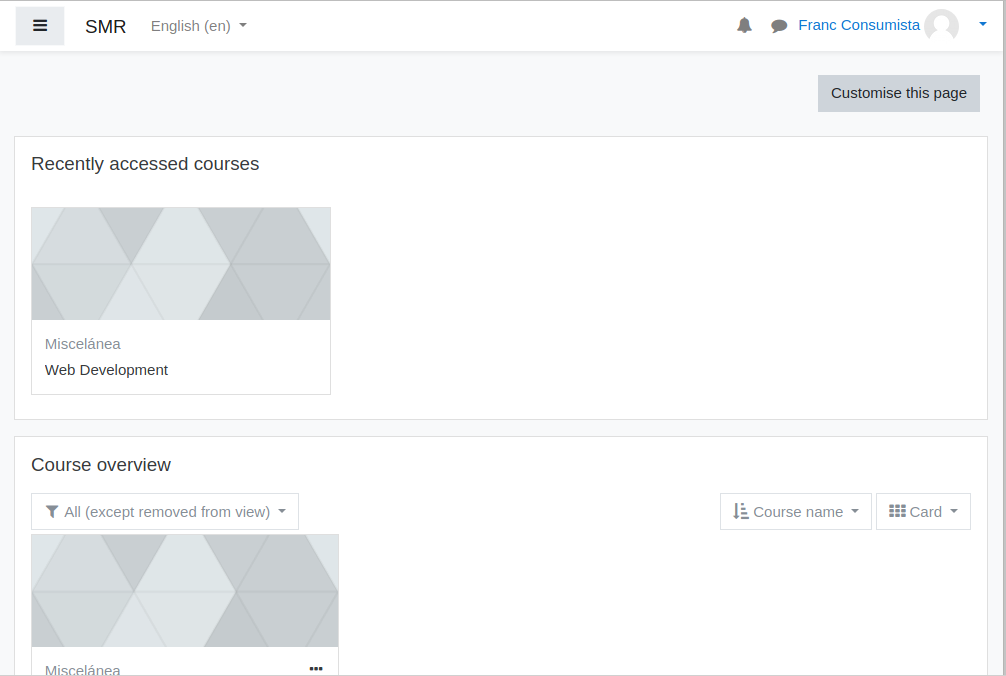 SMR English (en) Franc Consumista
Customise this page
Recently accessed courses
Miscelánea
Web Development
Course overview
All (except removed from view) Course name Card
Miscelánea